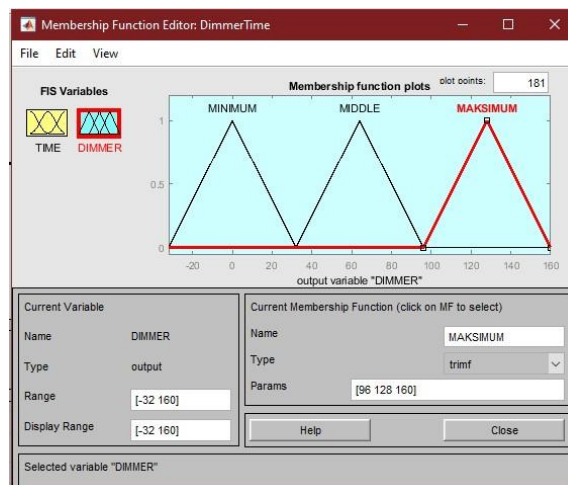 Membership Function Editor: DimmerTime
File Edit View
FIS Variables
TIME DIMMER
Membership function plots
plot points: 181
MINIMUM MIDDLE MAKSIMUM
1
0.5
0
-20 0 20 40 60 80 100 120 140 160
output variable "DIMMER"
Current Variable
Name DIMMER
Type output
Range [-32 160]
Display Range [-32 160]
Current Membership Function (click on MF to select)
Name MAKSIMUM
Type trimf
Params [96 128 160]
Help Close
Selected variable "DIMMER"